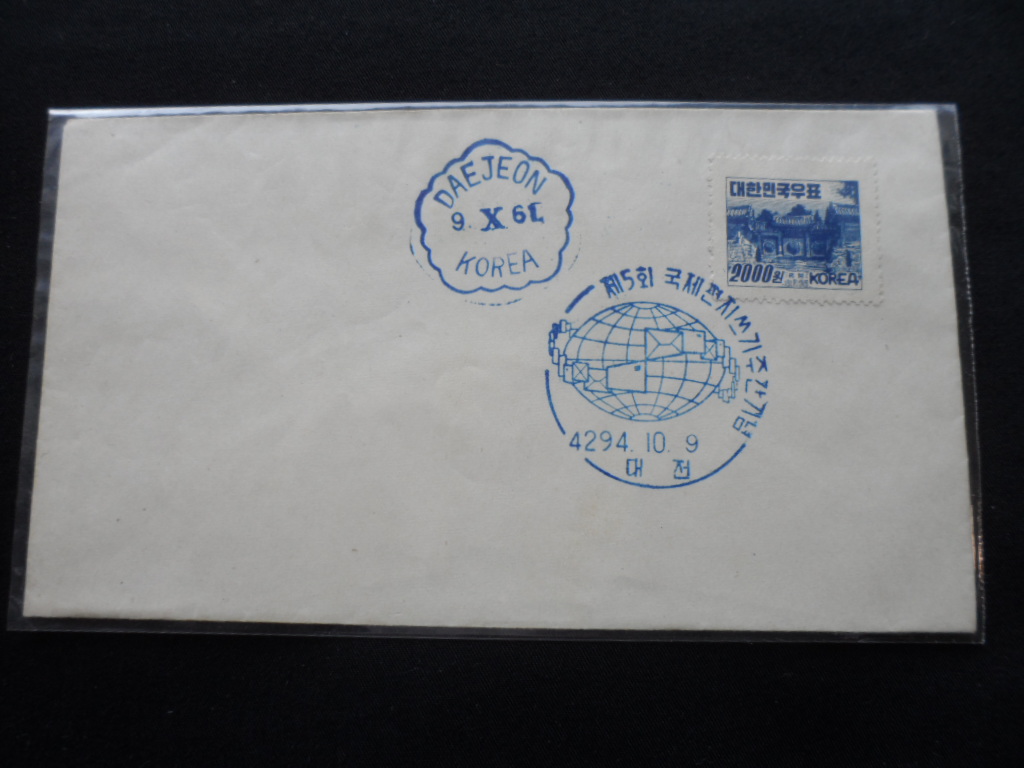 DAEJEON
9. X 61
KOREA
대한민국우표
2000원
KOREA
제5회 국제편지쓰기주간기념
4294. 10. 9
대전